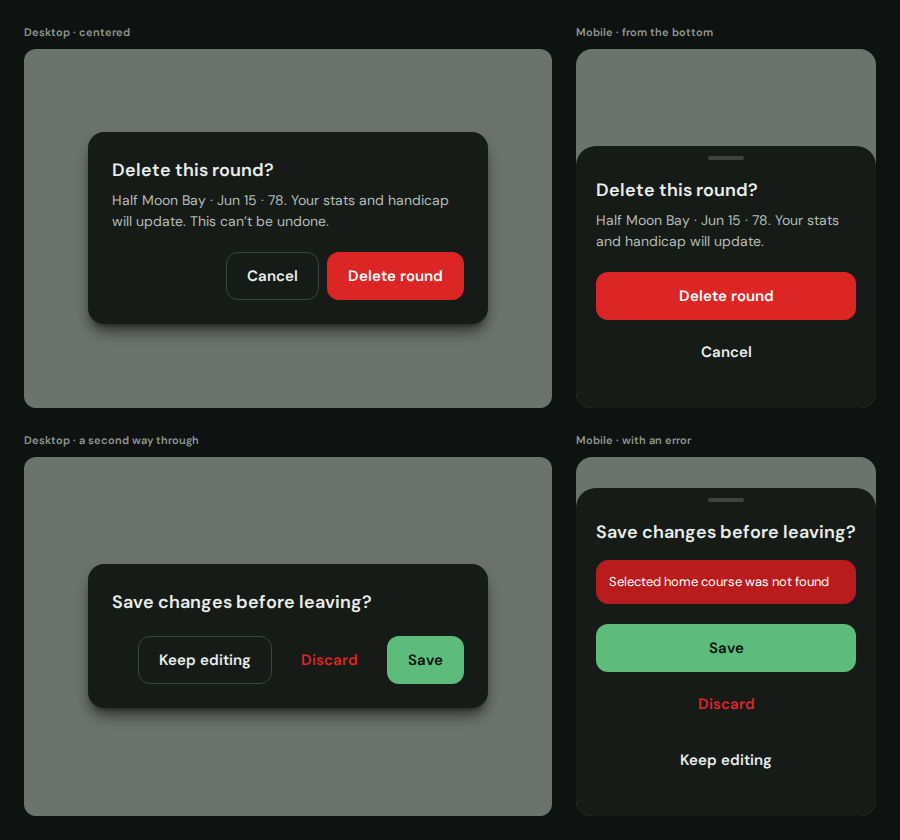 Desktop · centered
Delete this round?
Half Moon Bay · Jun 15 · 78. Your stats and handicap
will update. This can’t be undone.
Cancel
Delete round
Mobile · from the bottom
Delete this round?
Half Moon Bay · Jun 15 · 78. Your stats
and handicap will update.
Delete round
Cancel
Desktop · a second way through
Save changes before leaving?
Keep editing
Discard
Save
Mobile · with an error
Save changes before leaving?
Selected home course was not found
Save
Discard
Keep editing